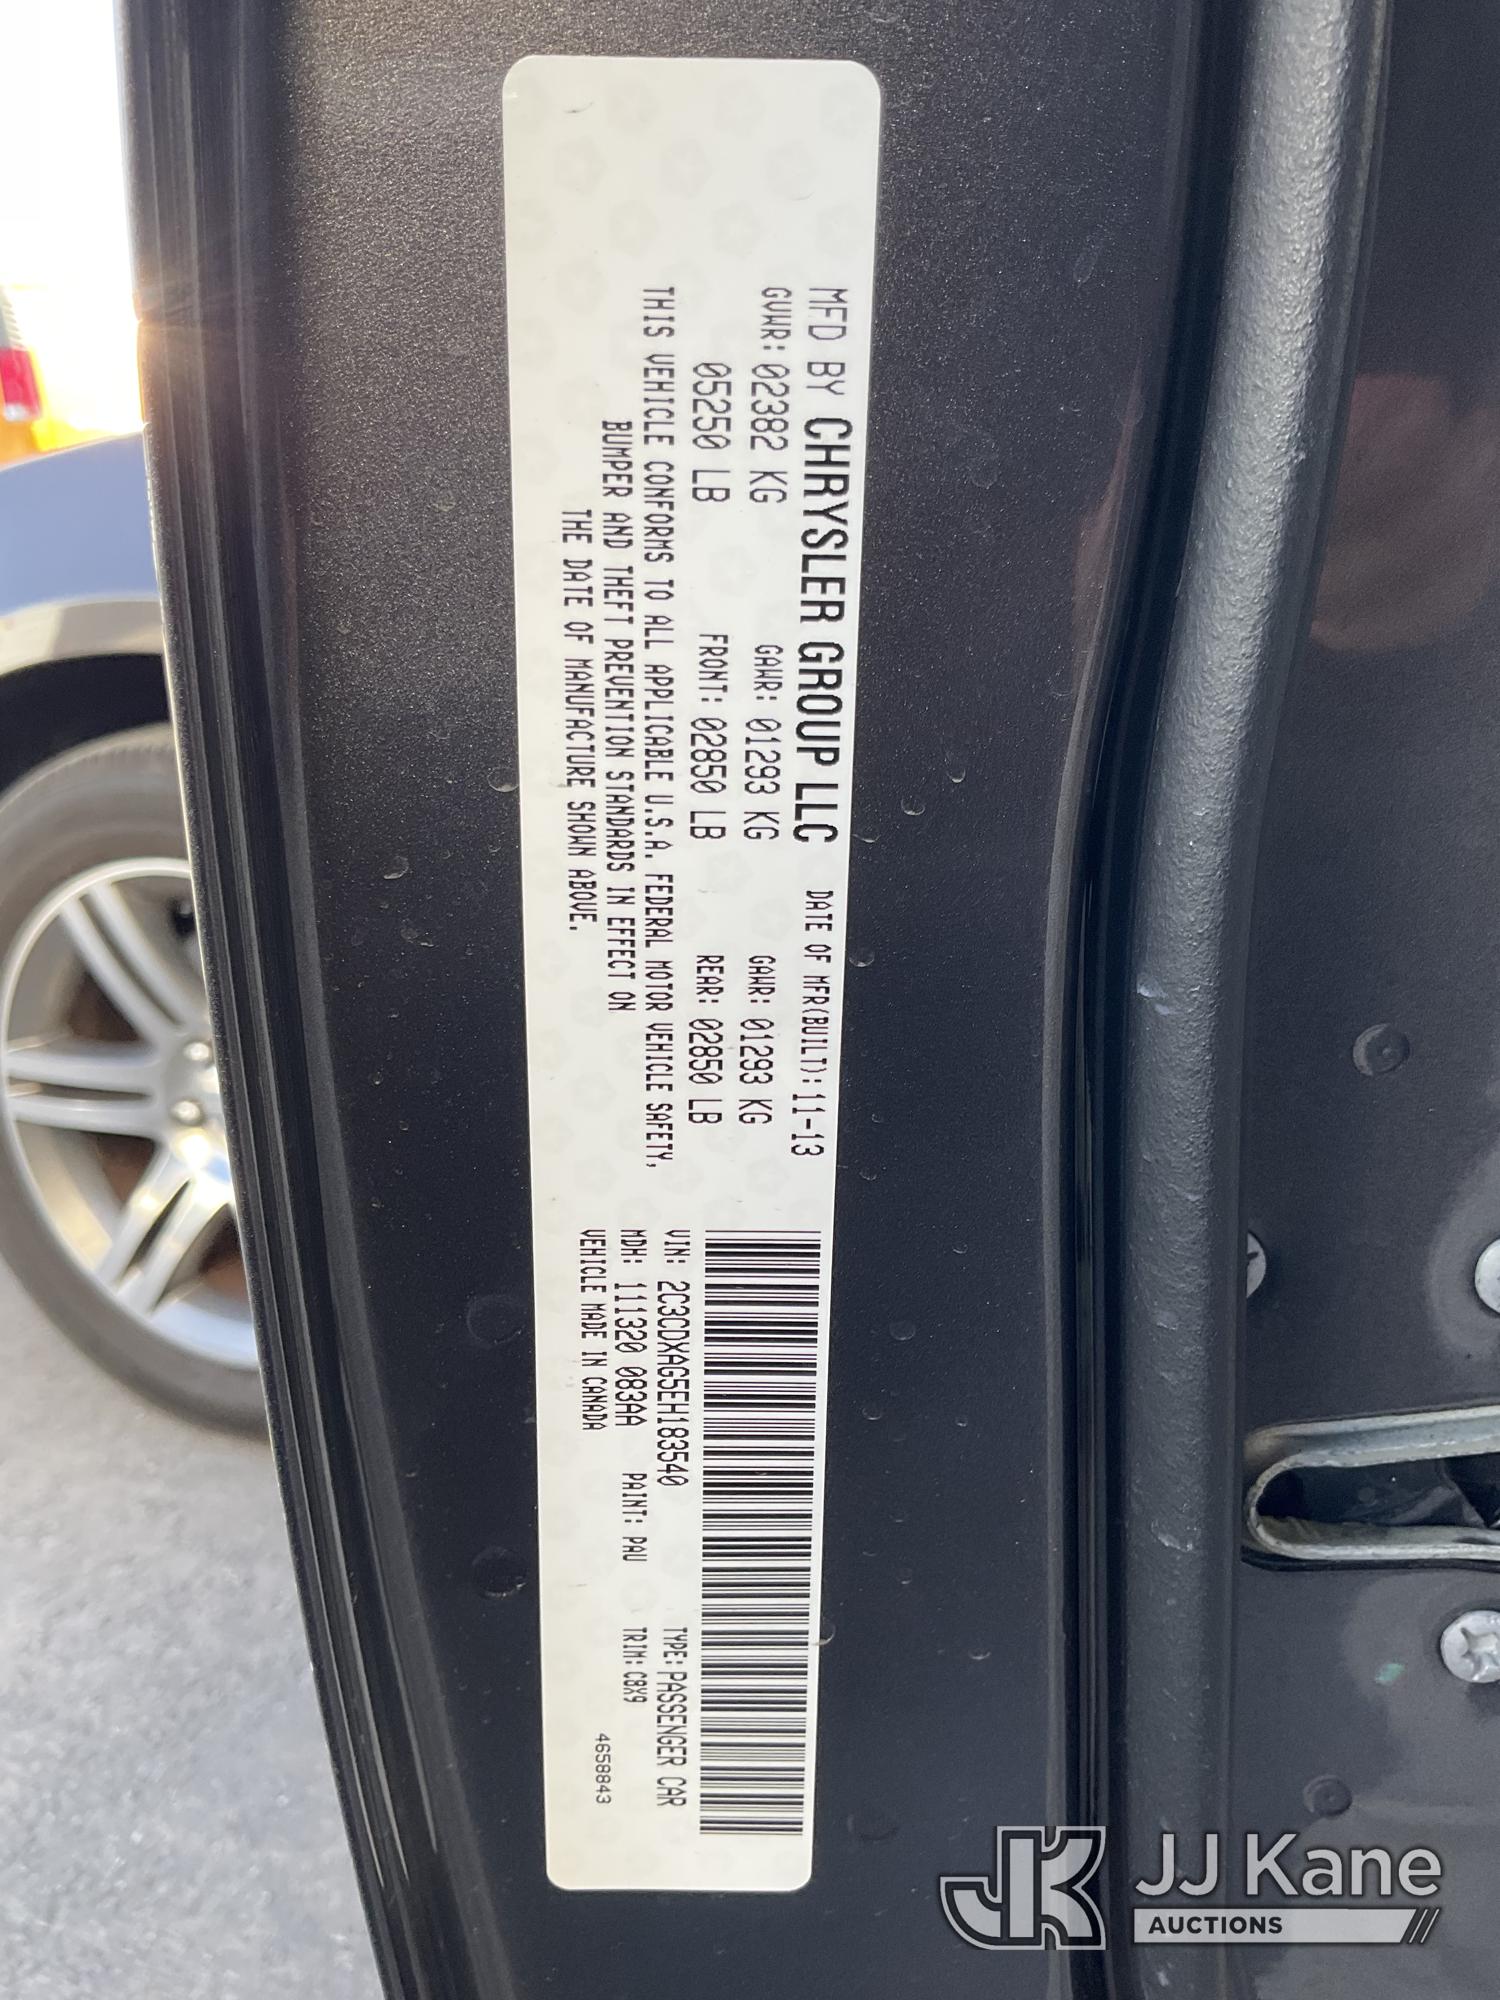 MFD BY CHRYSLER GROUP LLC DATE OF MFR(BUILT): 11-13
GVWR: 02382 KG GAWR: 01293 KG GAWR: 01293 KG
05250 LB FRONT: 02850 LB REAR: 02850 LB
THIS VEHICLE CONFORMS TO ALL APPLICABLE U.S.A. FEDERAL MOTOR VEHICLE SAFETY,
BUMPER AND THEFT PREVENTION STANDARDS IN EFFECT ON
THE DATE OF MANUFACTURE SHOWN ABOVE.
VIN: 2C3CDXAG5EH183540 TYPE: PASSENGER CAR
MDH: 111320 083AA PAINT: PAU TRIM: C8X9
VEHICLE MADE IN CANADA 4658843
JK JJ Kane
AUCTIONS